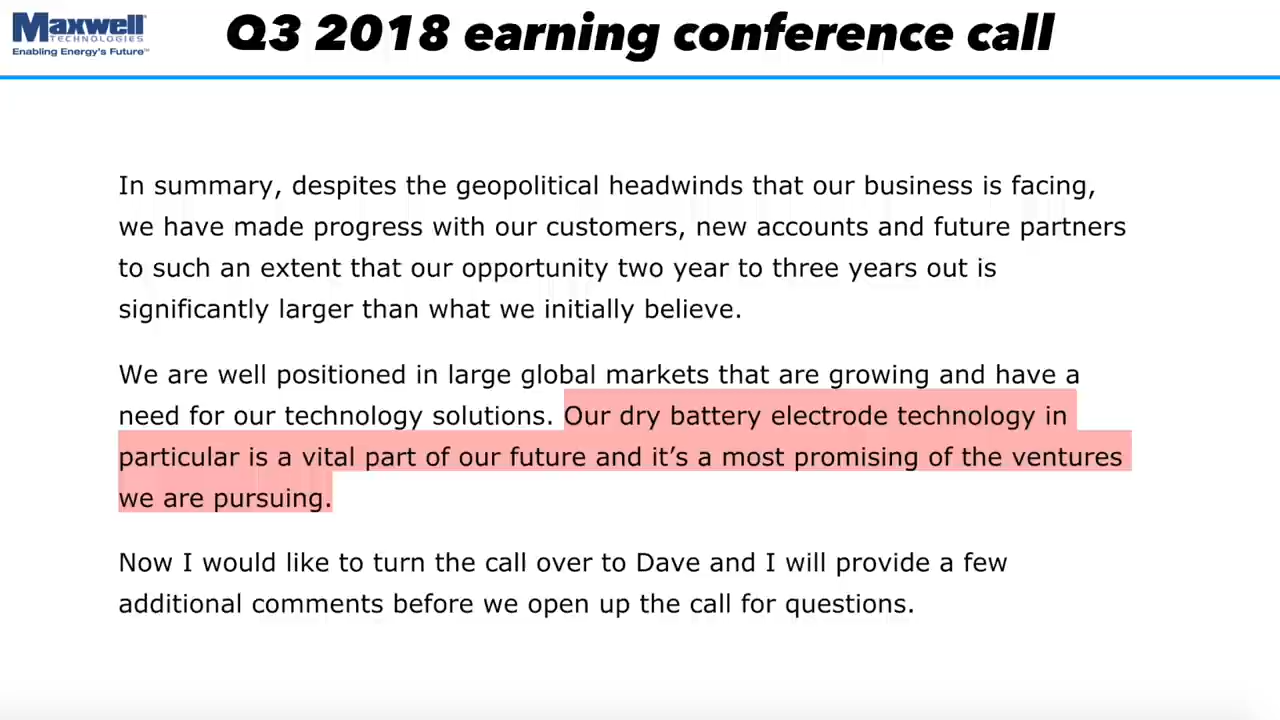 Maxwell
TECHNOLOGIES
Enabling Energy's Future™
Q3 2018 earning conference call
In summary, despites the geopolitical headwinds that our business is facing,
we have made progress with our customers, new accounts and future partners
to such an extent that our opportunity two year to three years out is
significantly larger than what we initially believe.
We are well positioned in large global markets that are growing and have a
need for our technology solutions. Our dry battery electrode technology in
particular is a vital part of our future and it’s a most promising of the ventures
we are pursuing.
Now I would like to turn the call over to Dave and I will provide a few
additional comments before we open up the call for questions.